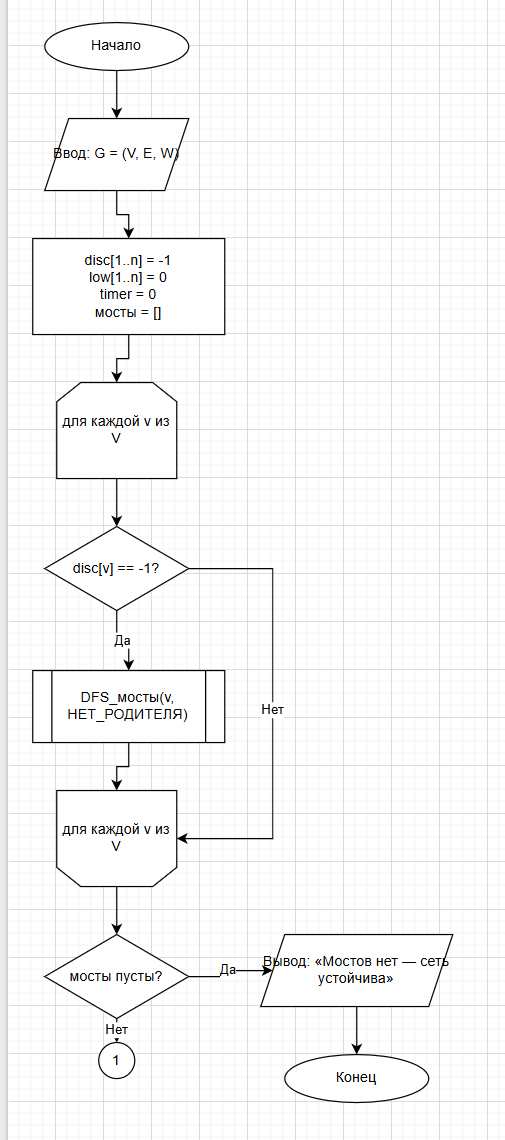 Начало
Ввод: G = (V, E, W)
disc[1..n] = -1
low[1..n] = 0
timer = 0
мосты = []
для каждой v из
V
disc[v] == -1?
Да
DFS_мосты(v,
НЕТ_РОДИТЕЛЯ)
Нет
для каждой v из
V
мосты пусты?
Да
Вывод: «Мостов нет — сеть
устойчива»
Нет
1
Конец